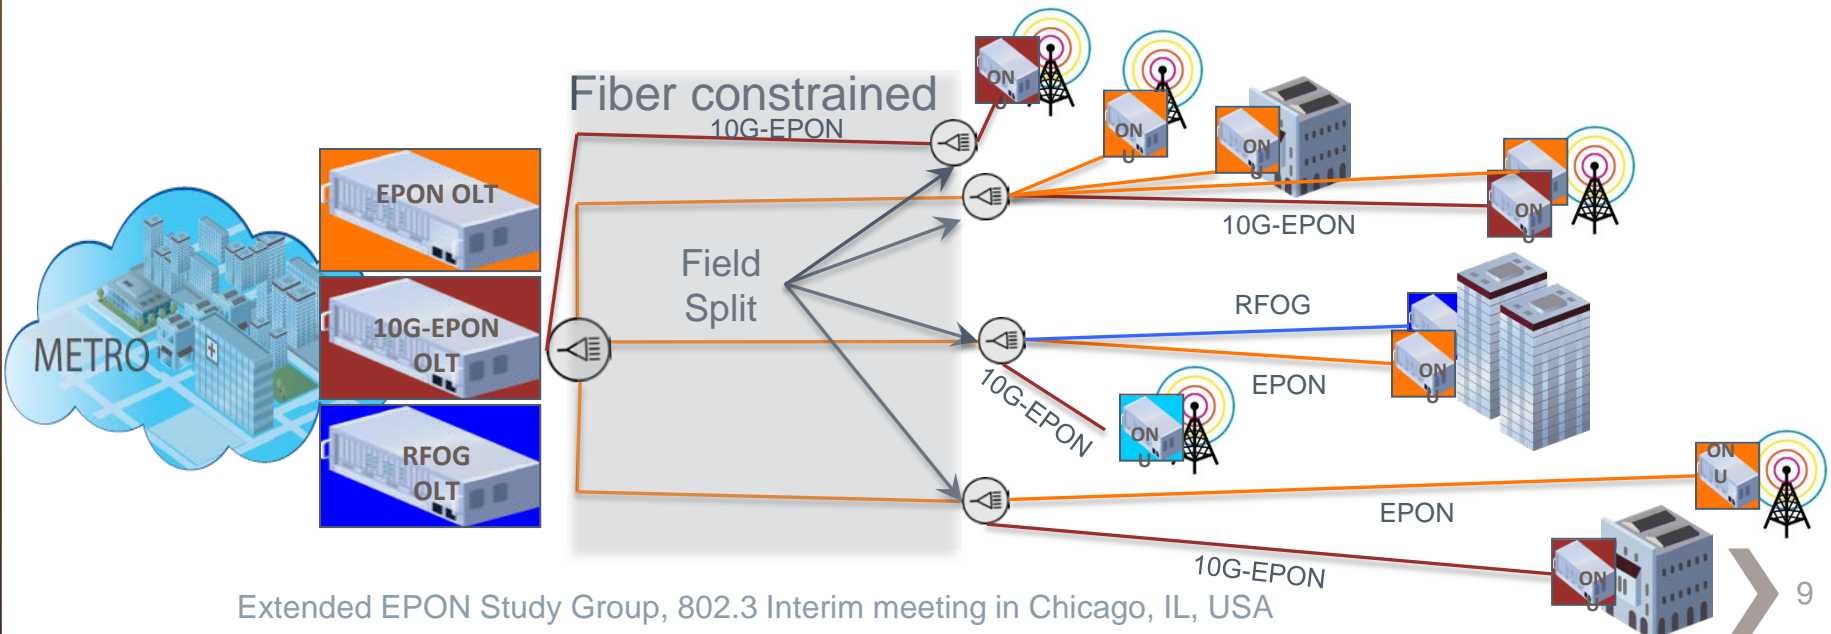 Fiber constrained
10G-EPON
ON
U
ON
U
ON
U
ON
U
10G-EPON
EPON OLT
10G-EPON
OLT
RFOG
OLT
METRO
Field
Split
RFOG
EPON
ON
U
10G-EPON
ON
U
ON
U
EPON
10G-EPON
ON
U
Extended EPON Study Group, 802.3 Interim meeting in Chicago, IL, USA
9